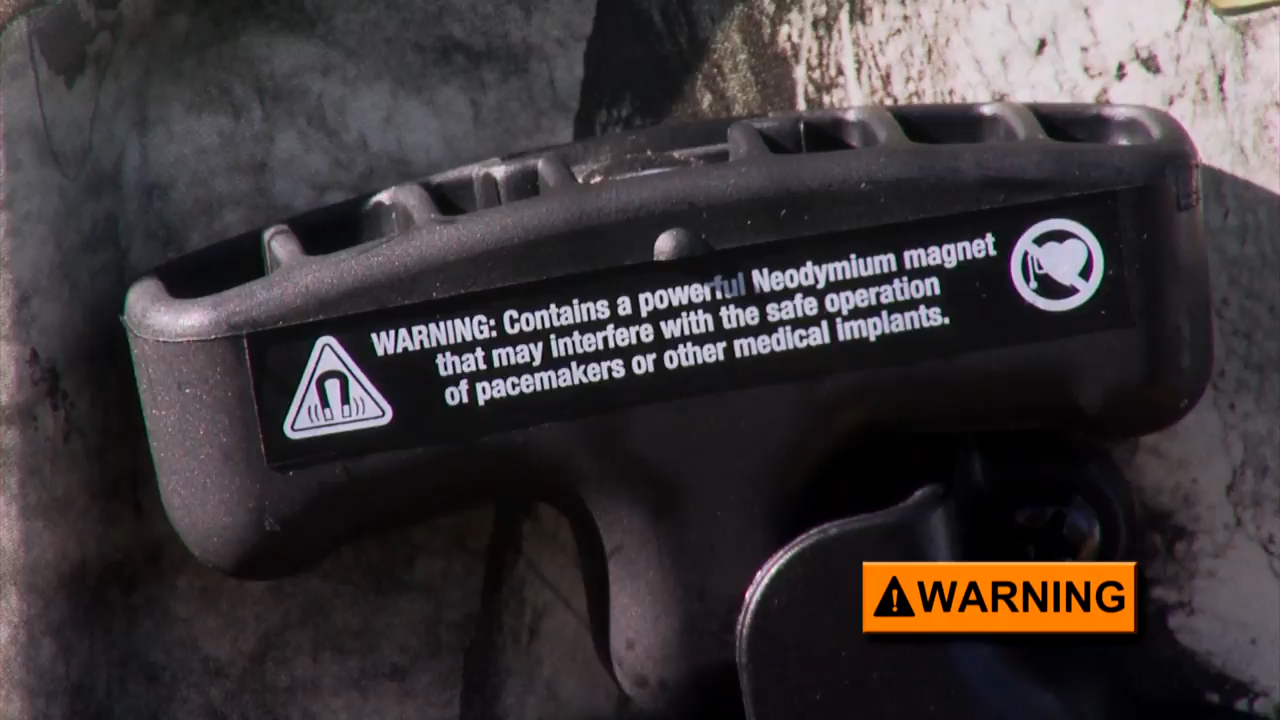 WARNING: Contains a powerful Neodymium magnet
that may interfere with the safe operation
of pacemakers or other medical implants.
WARNING